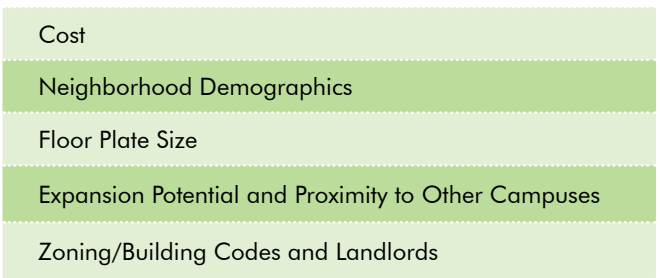 Cost
Neighborhood Demographics
Floor Plate Size
Expansion Potential and Proximity to Other Campuses
Zoning/Building Codes and Landlords